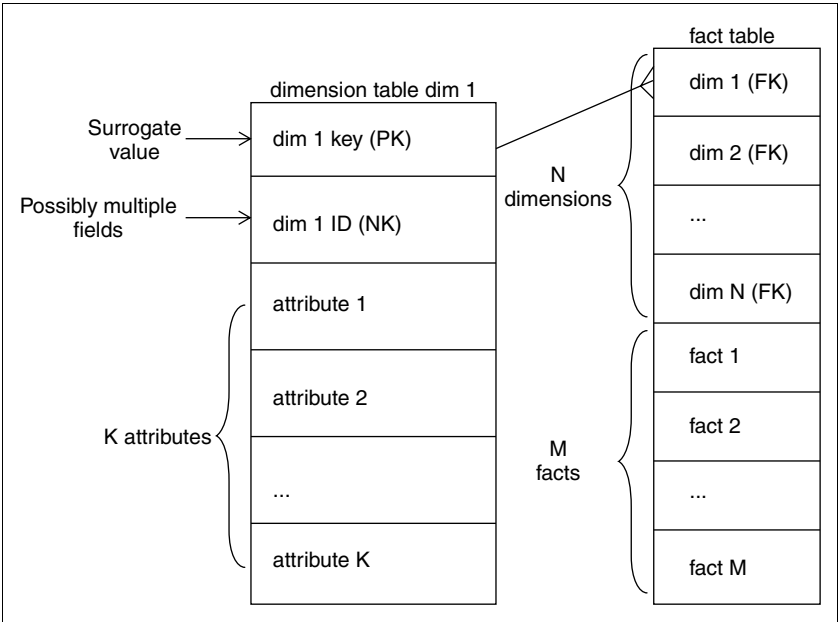 fact table
dimension table dim 1
Surrogate
value
dim 1 key (PK)
Possibly multiple
fields
dim 1 ID (NK)
attribute 1
attribute 2
...
attribute K
K attributes
N
dimensions
dim 1 (FK)
dim 2 (FK)
...
dim N (FK)
M
facts
fact 1
fact 2
...
fact M